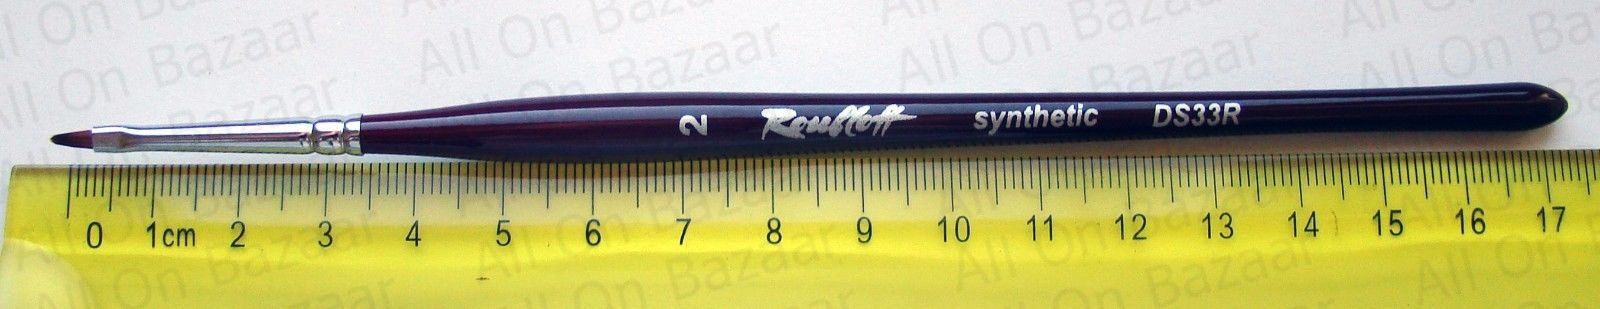 2 Roubloff synthetic DS33R
0 1cm 2 3 4 5 6 7 8 9 10 11 12 13 14 15 16 17
All On Bazaar